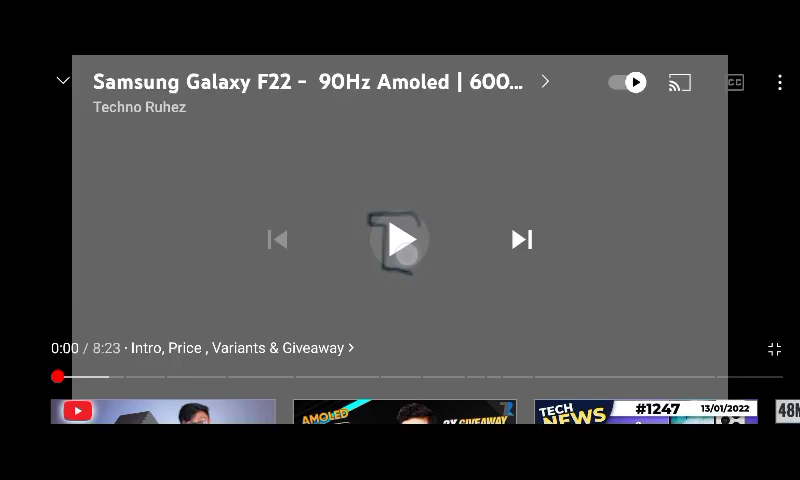 Samsung Galaxy F22 - 90Hz Amoled | 600...
Techno Ruhez
CC
0:00 / 8:23 · Intro, Price , Variants & Giveaway
AMOLED
GIVEAWAY
TECH
NEWS
#1247
13/01/2022